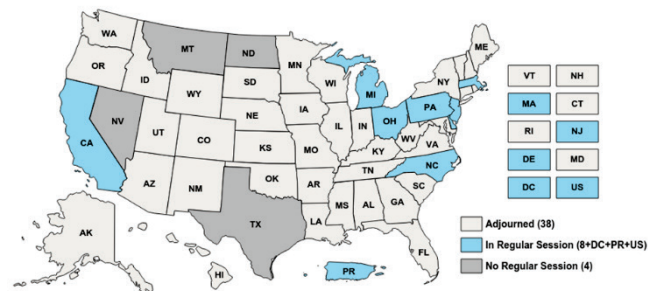 WA
OR
CA
NV
ID
MT
WY
UT
AZ
CO
NM
ND
SD
NE
KS
OK
TX
MN
IA
MO
AR
LA
WI
IL
MI
IN
OH
KY
TN
MS
AL
GA
FL
SC
NC
VA
WV
PA
NY
ME
AK
HI
PR
VT
NH
MA
CT
RI
NJ
DE
MD
DC
US
Adjourned (38)
In Regular Session (8+DC+PR+US)
No Regular Session (4)